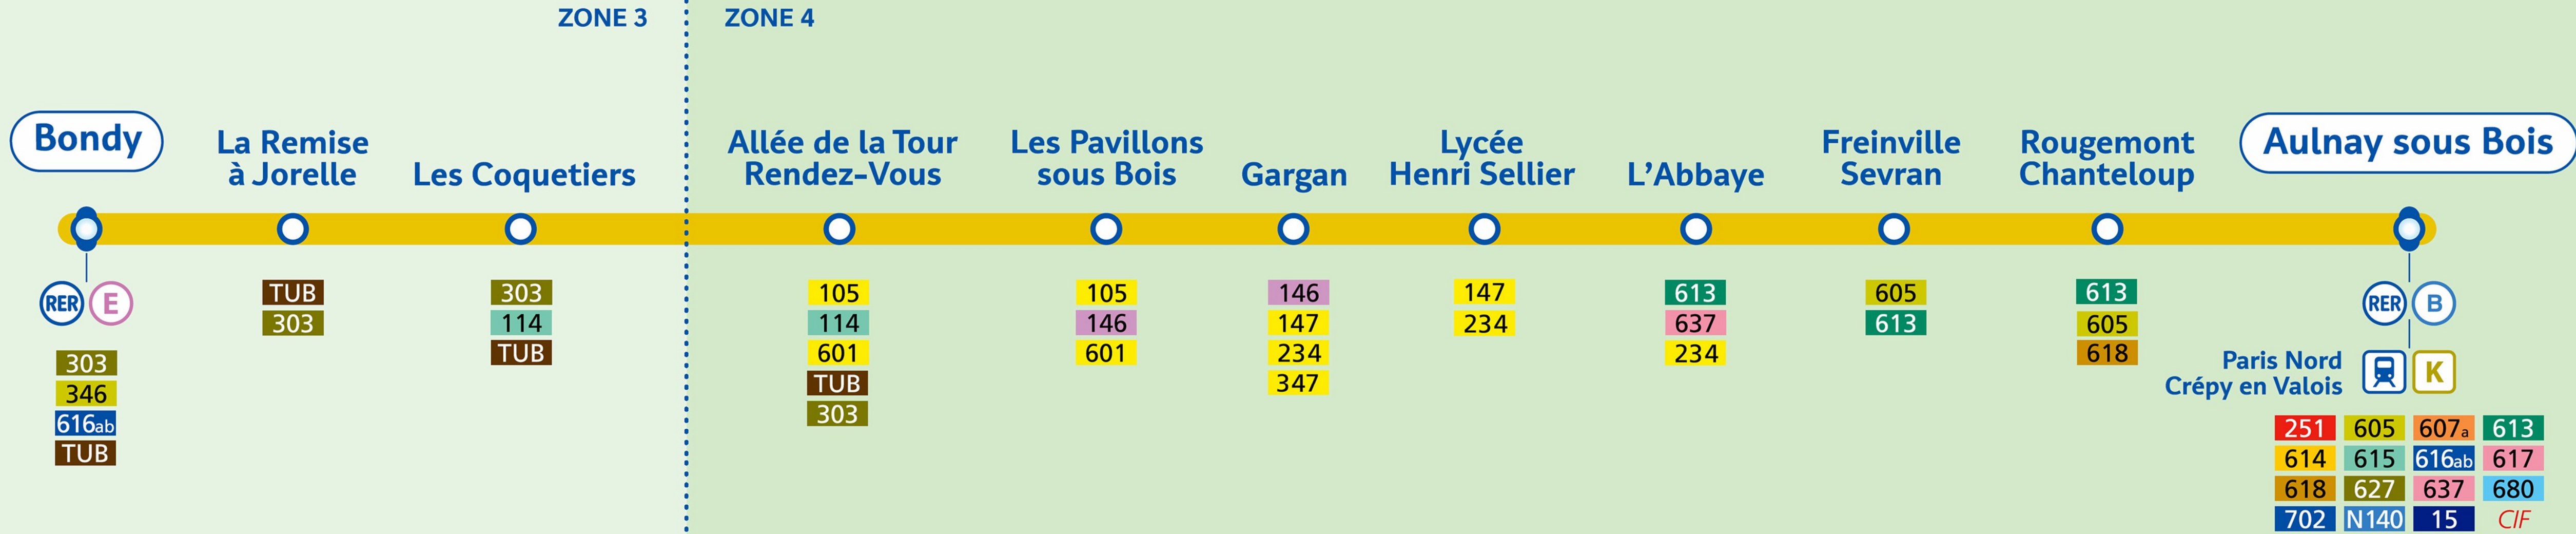 ZONE 3
ZONE 4
Bondy
La Remise
à Jorelle
Les Coquetiers
Allée de la Tour
Rendez-Vous
Les Pavillons
sous Bois
Gargan
Lycée
Henri Sellier
L'Abbaye
Freinville
Sevran
Rougemont
Chanteloup
Aulnay sous Bois
RER E
303
346
616ab
TUB
TUB
303
303
114
TUB
105
114
601
TUB
303
105
146
601
146
147
234
347
147
234
613
637
234
605
613
613
605
618
RER B
Paris Nord
Crépy en Valois
K
251 605 607a 613
614 615 616ab 617
618 627 637 680
702 N140 15 CIF